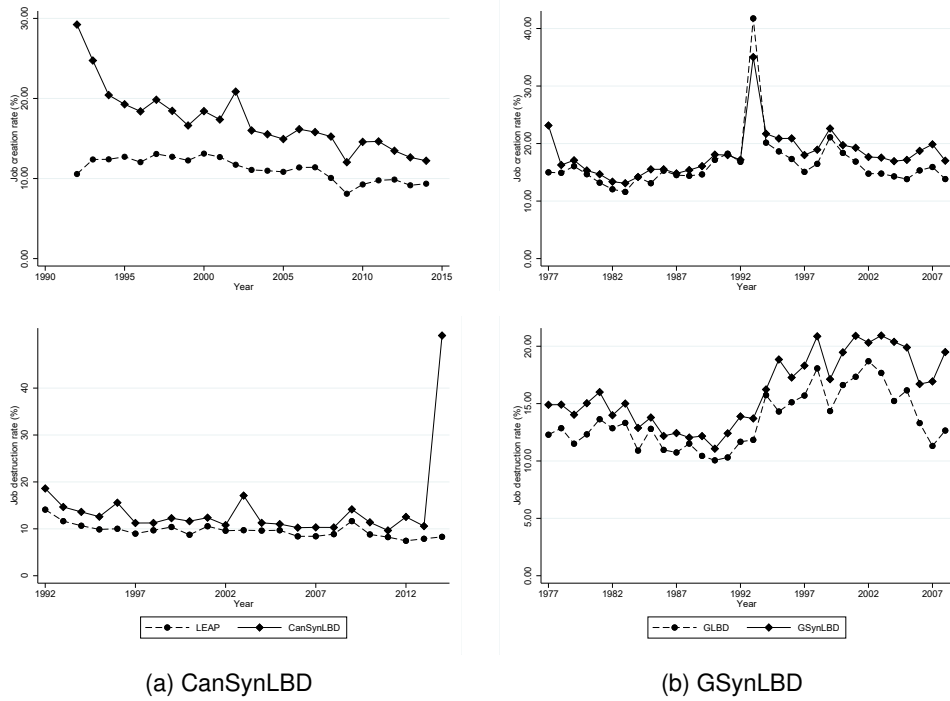 Job creation rate (%)
0.00 10.00 20.00 30.00
1990 1995 2000 2005 2010 2015
Year
Job creation rate (%)
0.00 10.00 20.00 30.00 40.00
1977 1982 1987 1992 1997 2002 2007
Year
Job destruction rate (%)
0 10 20 30 40
1992 1997 2002 2007 2012
Year
LEAP CanSynLBD
Job destruction rate (%)
0.00 5.00 10.00 15.00 20.00
1977 1982 1987 1992 1997 2002 2007
Year
GLBD GSynLBD
(a) CanSynLBD
(b) GSynLBD